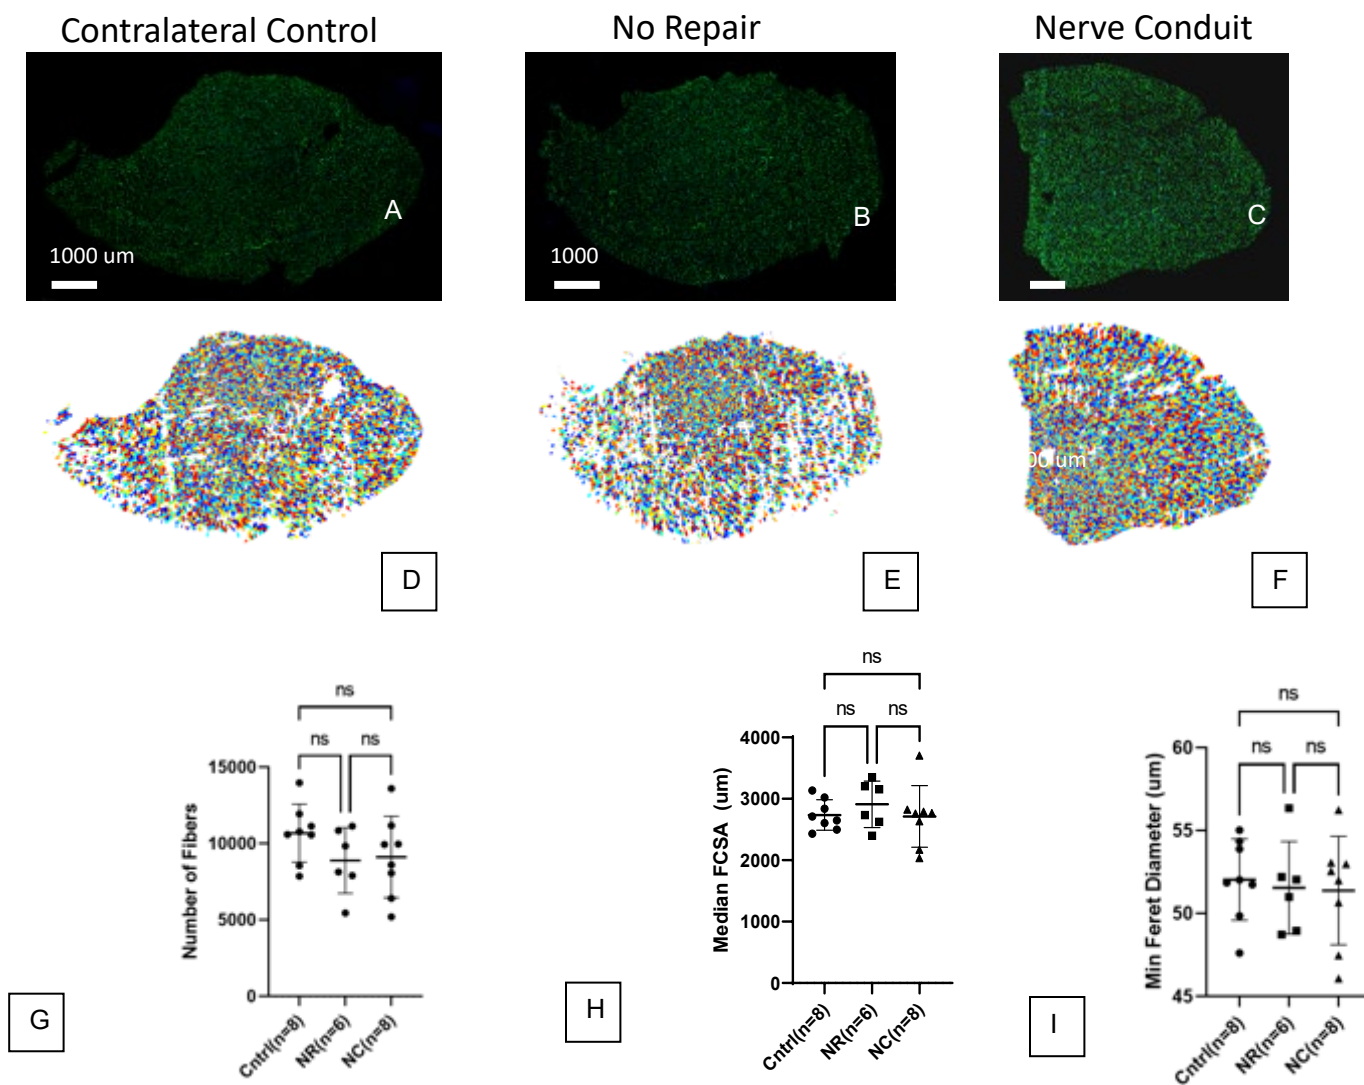 Contralateral Control
No Repair
Nerve Conduit
A
1000 um
B
1000
C
00 um
D
E
F
ns
ns
ns
15000
10000
5000
0
Number of Fibers
Cntrl(n=8)
NR(n=6)
NC(n=8)
G
ns
ns
ns
4000
3000
2000
1000
0
Median FCSA (um)
Cntrl(n=8)
NR(n=6)
NC(n=8)
H
ns
ns
ns
60
55
50
45
Min Feret Diameter (um)
Cntrl(n=8)
NR(n=6)
NC(n=8)
I